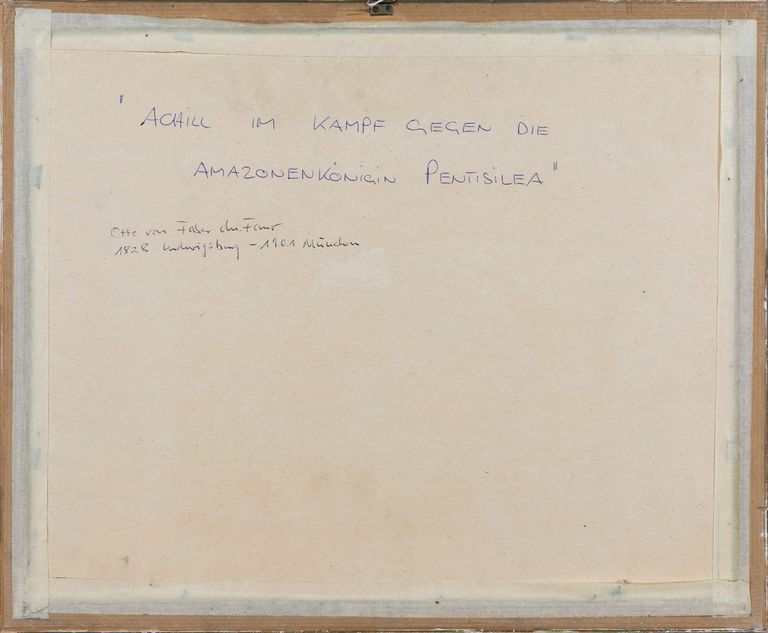 "ACHILL IM KAMPF GEGEN DIE
AMAZONENKÖNIGIN PENTISILEA"
Otto von Faber du Faur
1828 Ludwigsburg - 1901 München